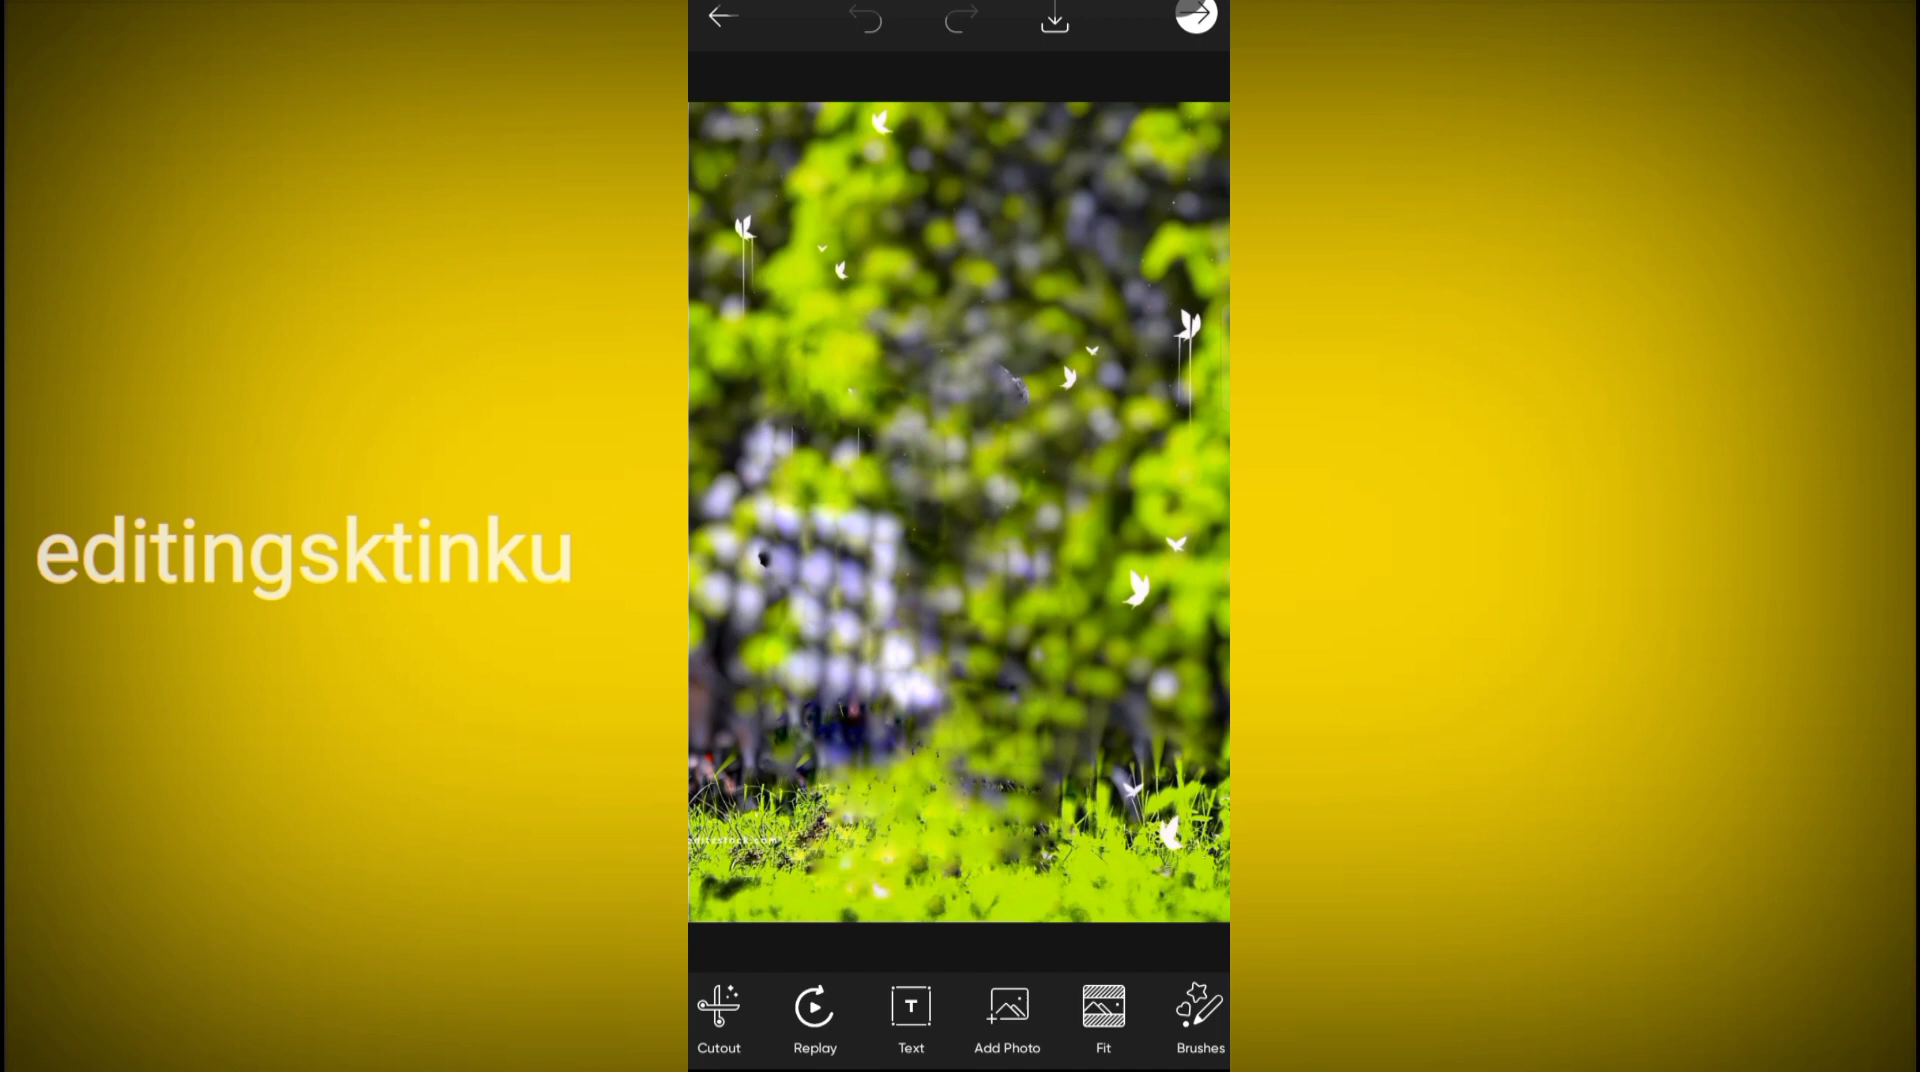 editingsktinku
Cutout
Replay
Text
Add Photo
Fit
Brushes